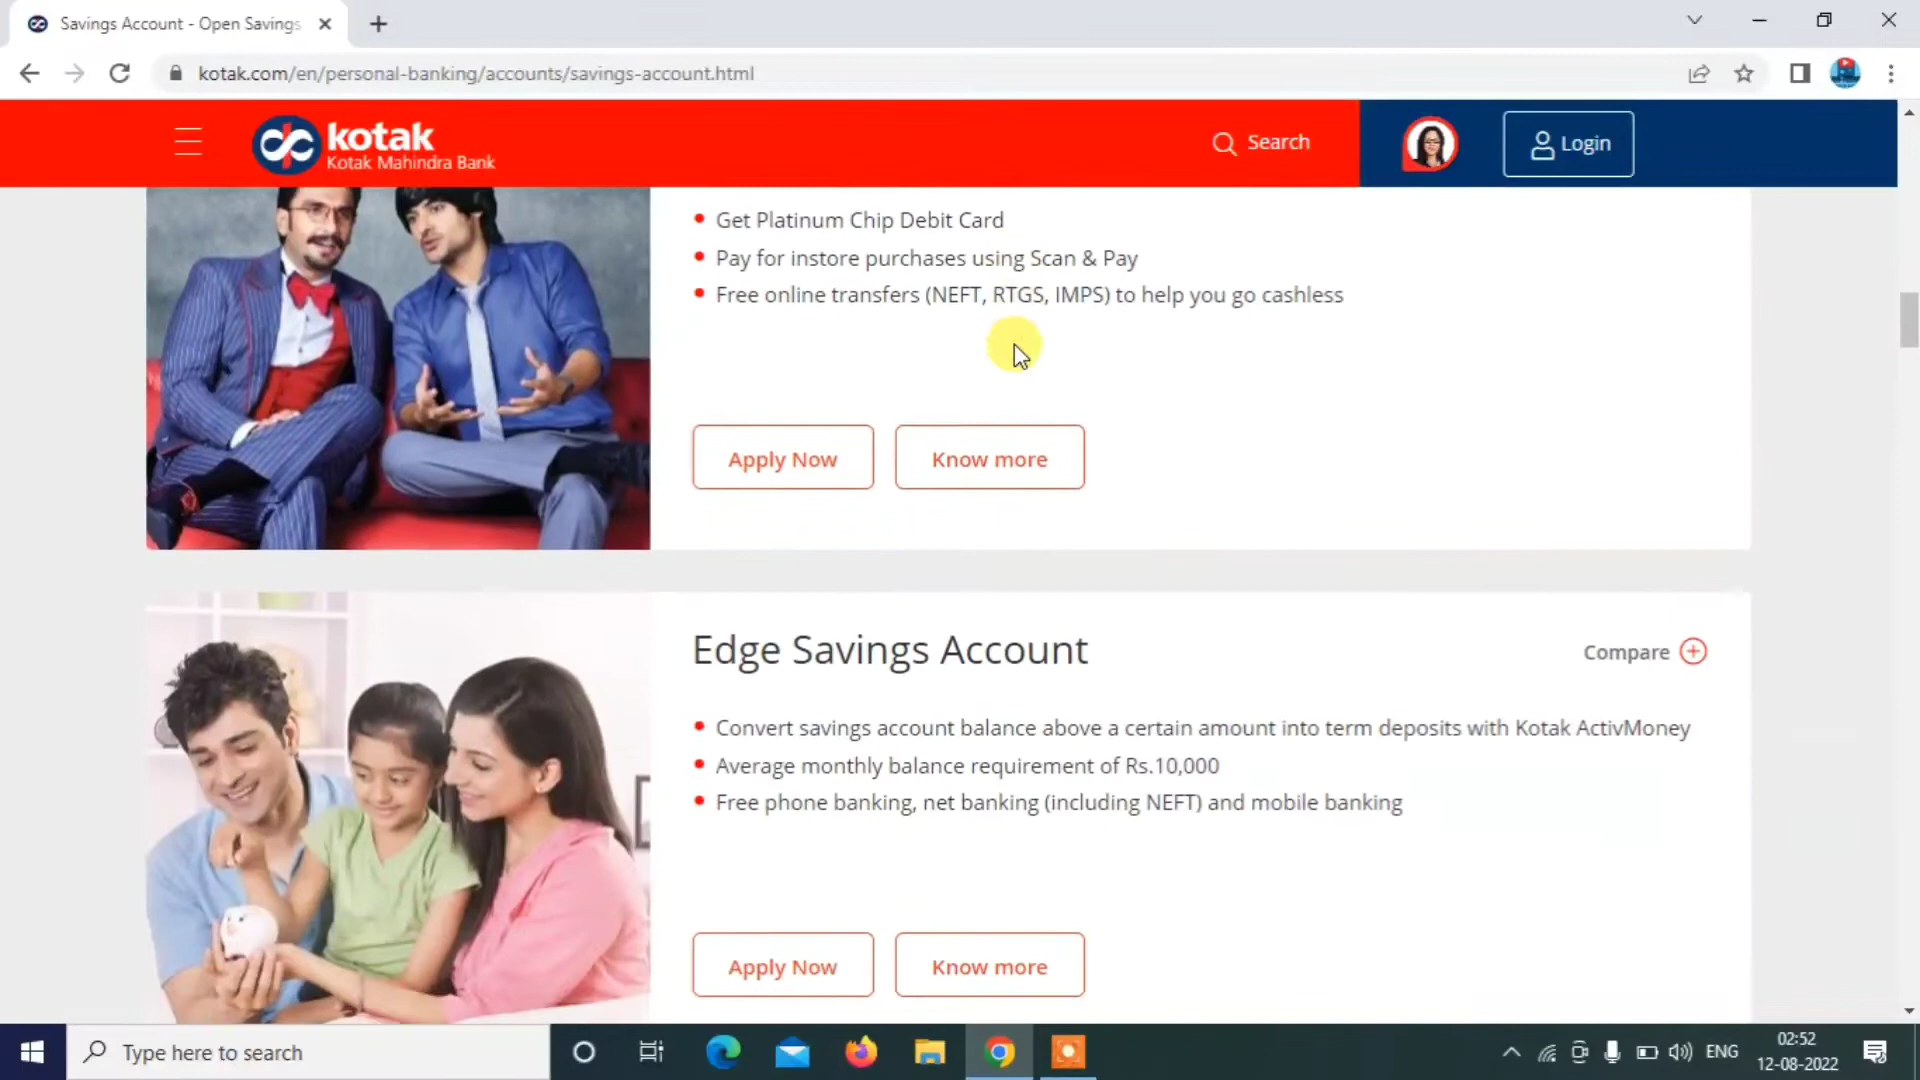 Savings Account - Open Savings
kotak.com/en/personal-banking/accounts/savings-account.html
kotak
Kotak Mahindra Bank
Search
Login
Get Platinum Chip Debit Card
Pay for instore purchases using Scan & Pay
Free online transfers (NEFT, RTGS, IMPS) to help you go cashless
Apply Now
Know more
Edge Savings Account
Compare
Convert savings account balance above a certain amount into term deposits with Kotak ActivMoney
Average monthly balance requirement of Rs.10,000
Free phone banking, net banking (including NEFT) and mobile banking
Apply Now
Know more
Type here to search
ENG
02:52
12-08-2022